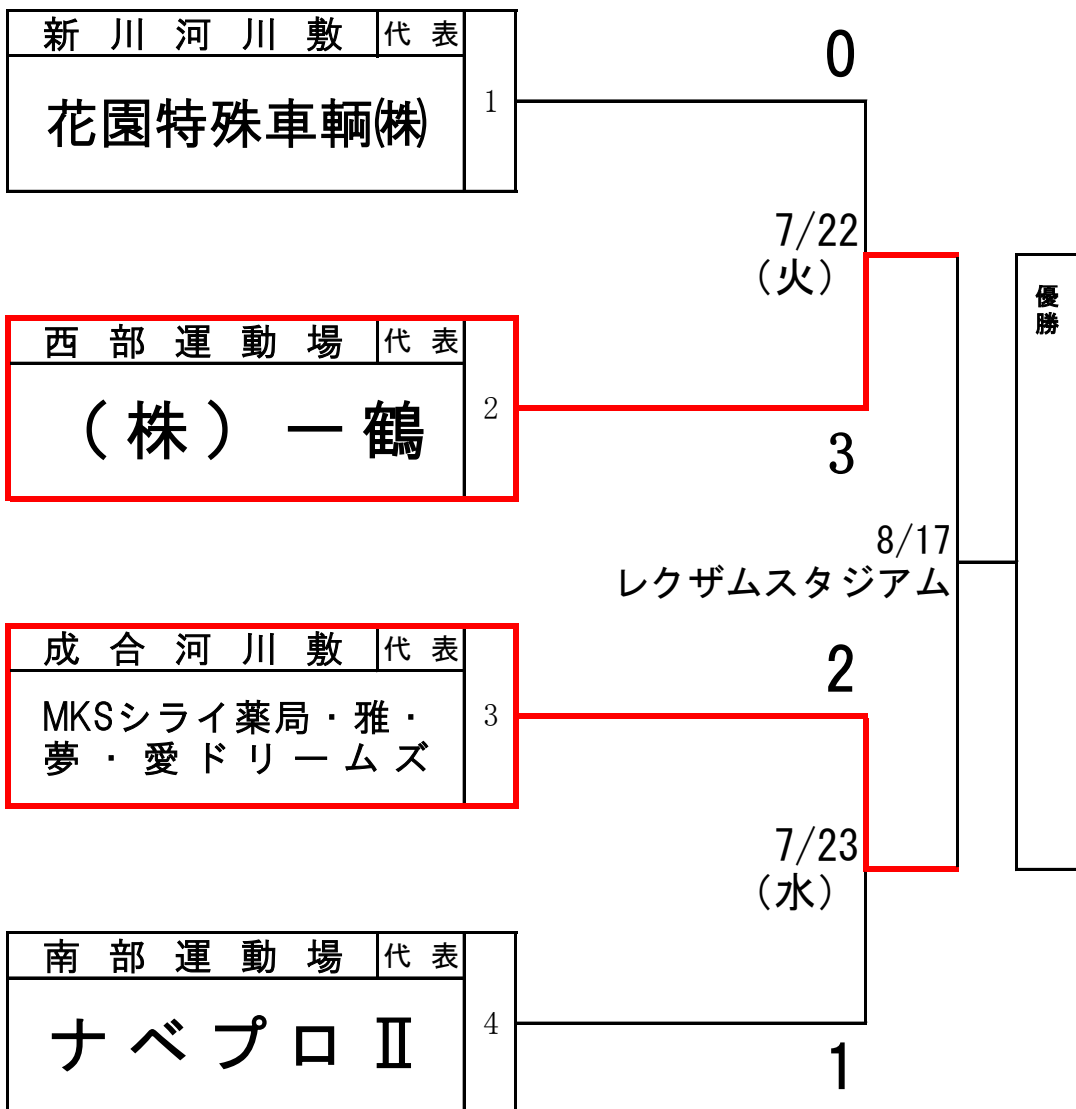 新川河川敷 代表
花園特殊車輌㈱
1
0
7/22
（火）
西部運動場 代表
（株）一鶴
2
3
優勝
8/17
レクザムスタジアム
成合河川敷 代表
MKSシライ薬局・雅・
夢・愛ドリームズ
3
2
7/23
（水）
南部運動場 代表
ナベプロⅡ
4
1